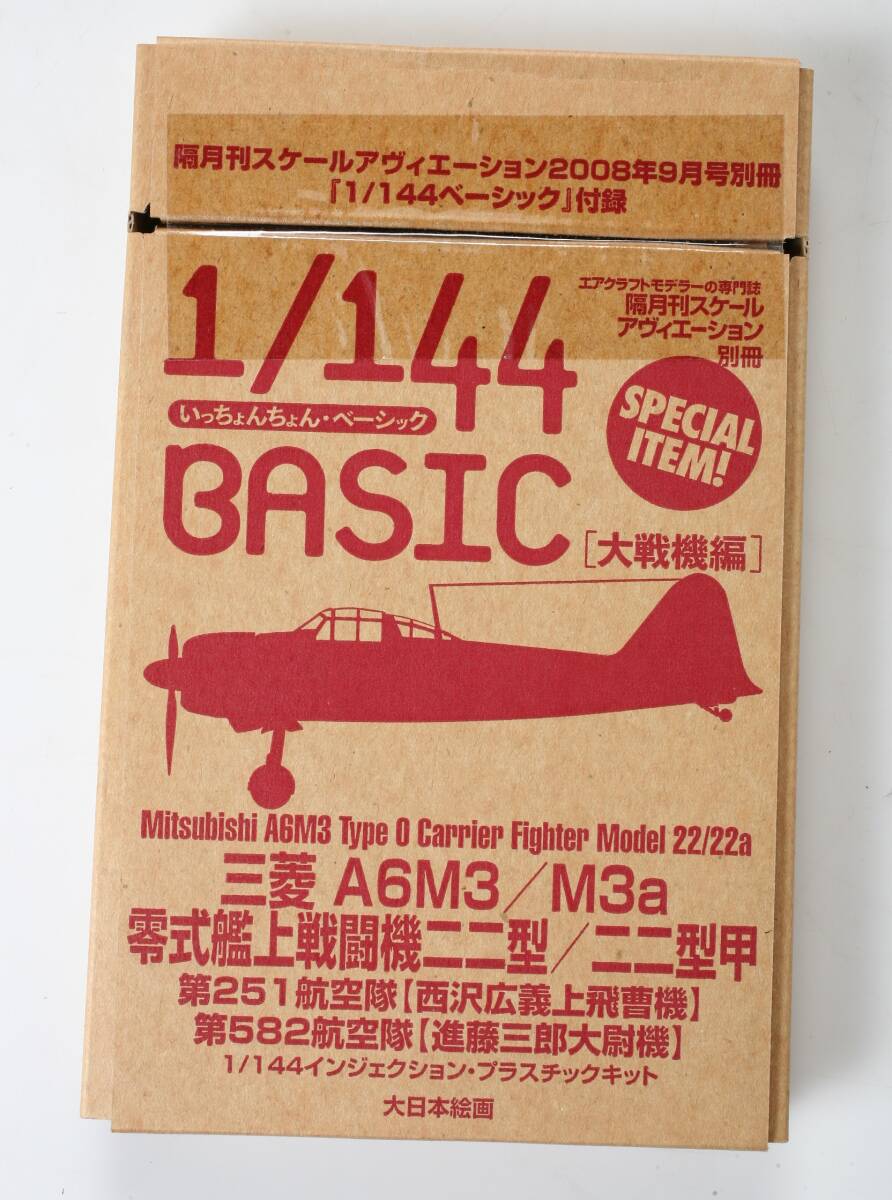 隔月刊スケールアヴィエーション2008年9月号別冊
『1/144ベーシック』付録
1/144
エアクラフトモデラーの専門誌
隔月刊スケール
アヴィエーション
別冊
いっちょんちょん・ベーシック
SPECIAL
ITEM!
BASIC
[大戦機編]
Mitsubishi A6M3 Type 0 Carrier Fighter Model 22/22a
三菱 A6M3/M3a
零式艦上戦闘機二二型/二二型甲
第251航空隊【西沢広義上飛曹機】
第582航空隊【進藤三郎大尉機】
1/144インジェクション・プラスチックキット
大日本絵画